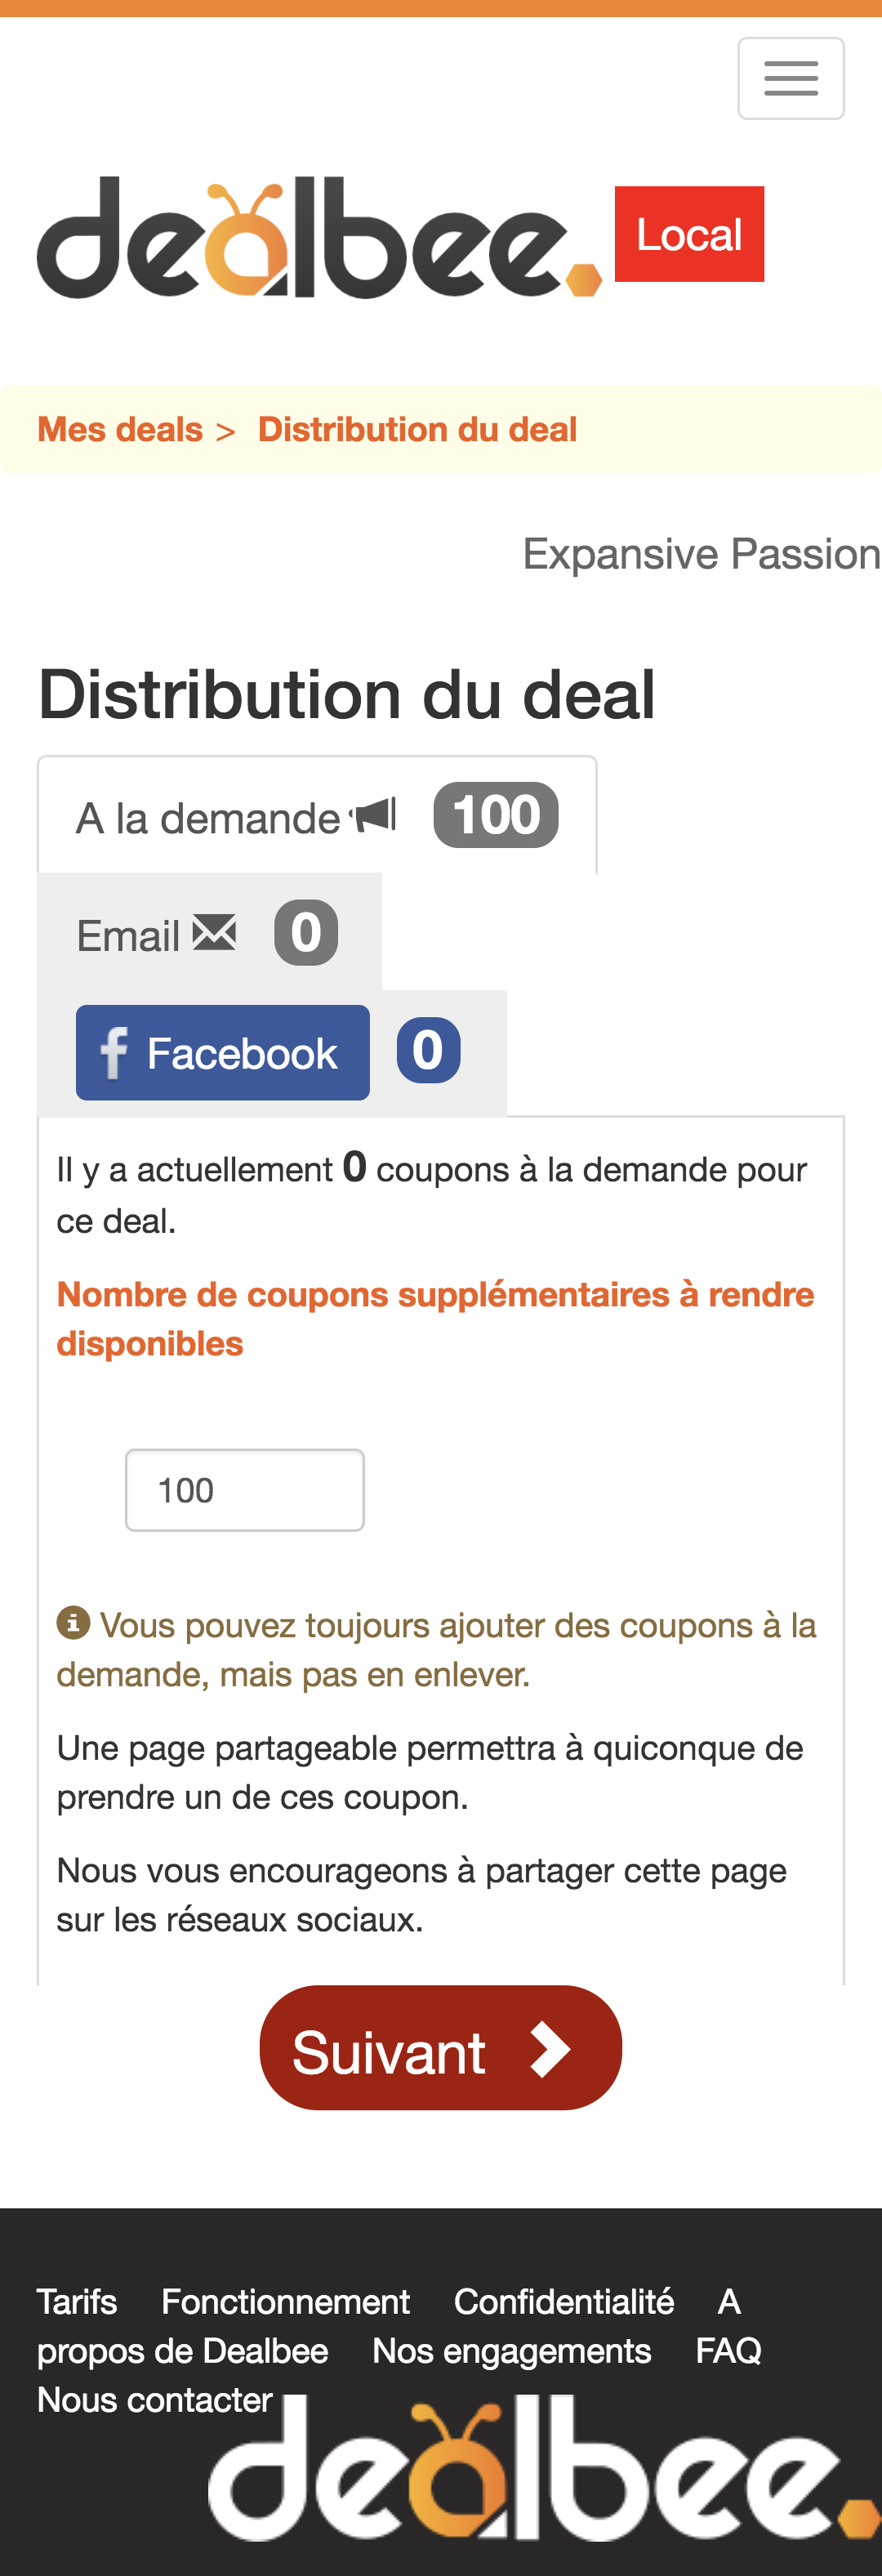 dealbee.
Local
Mes deals > Distribution du deal
Expansive Passion
Distribution du deal
A la demande 100
Email 0
f Facebook 0
Il y a actuellement 0 coupons à la demande pour
ce deal.
Nombre de coupons supplémentaires à rendre
disponibles
100
Vous pouvez toujours ajouter des coupons à la
demande, mais pas en enlever.
Une page partageable permettra à quiconque de
prendre un de ces coupon.
Nous vous encourageons à partager cette page
sur les réseaux sociaux.
Suivant
Tarifs Fonctionnement Confidentialité A
propos de Dealbee Nos engagements FAQ
Nous contacter
dealbee.